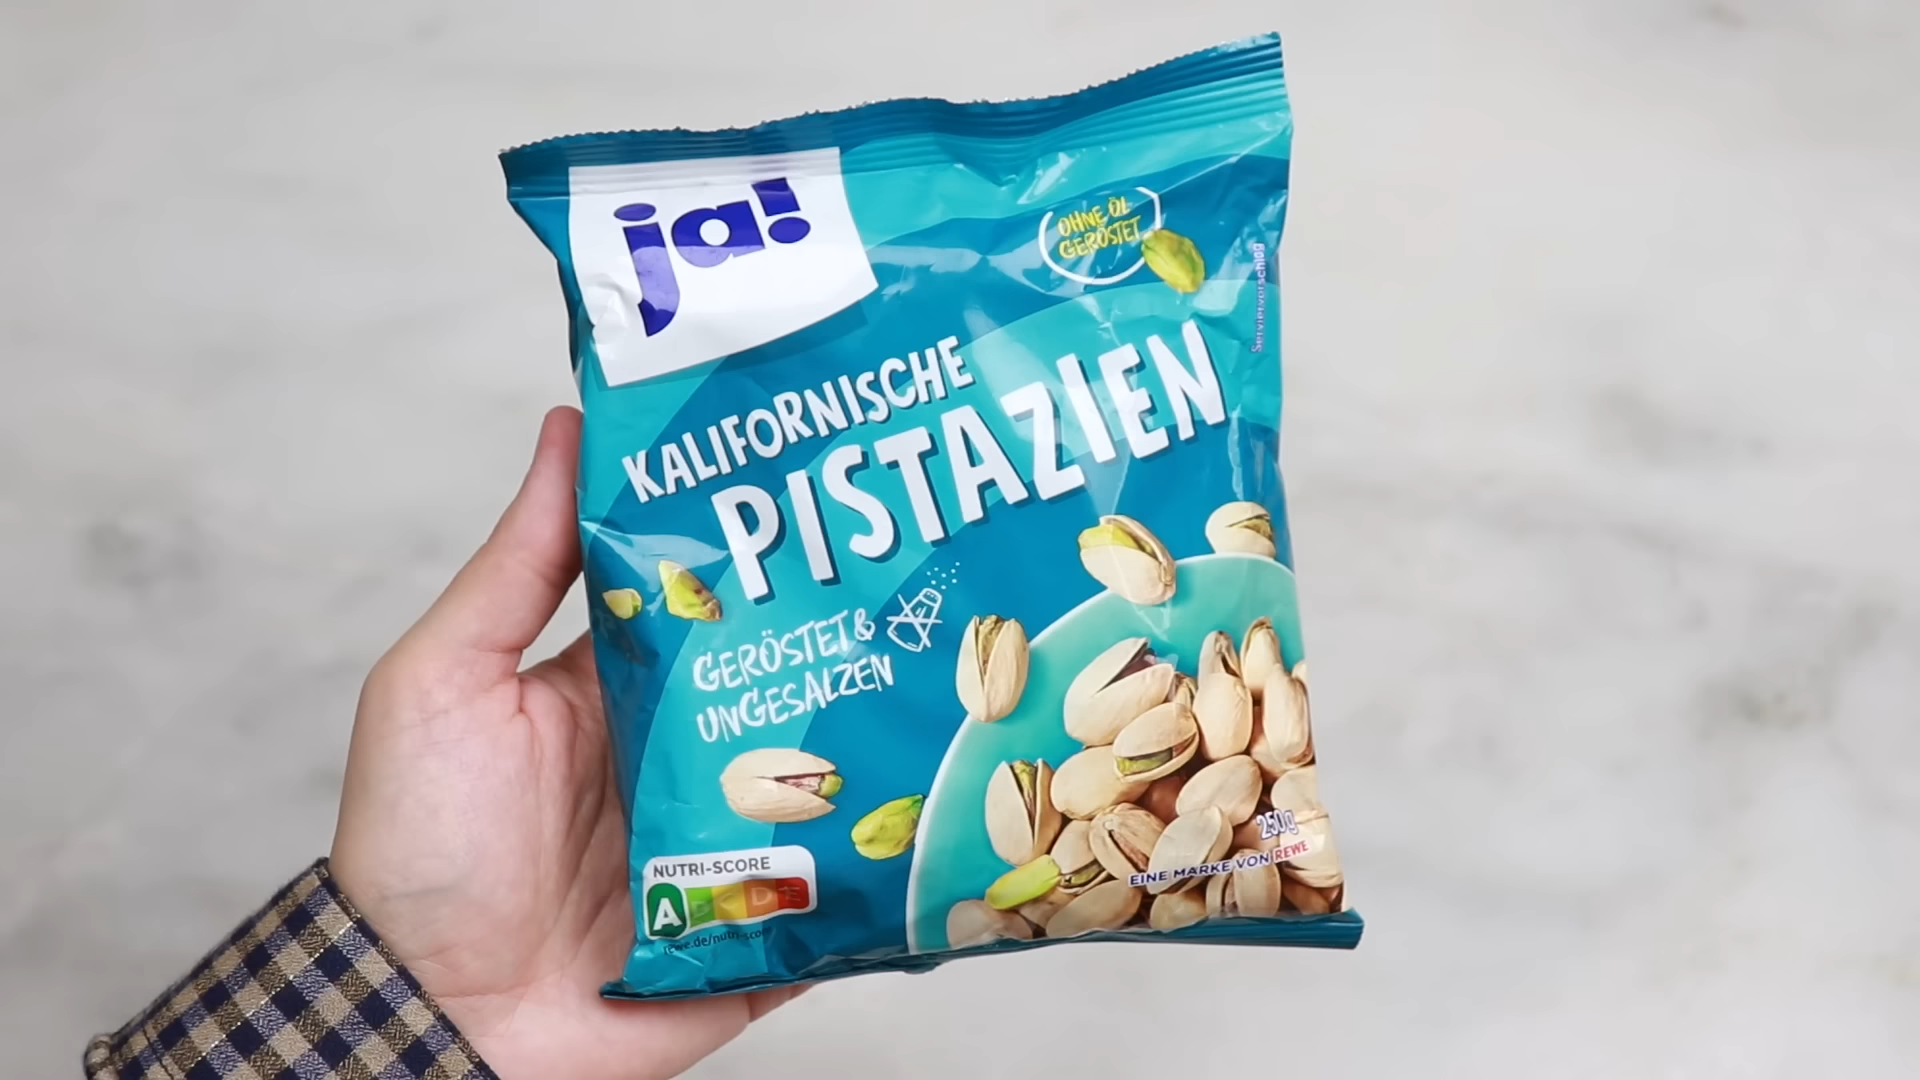 ja!
OHNE ÖL
GERÖSTET
Serviervorschlag
KALIFORNISCHE
PISTAZIEN
GERÖSTET &
UNGESALZEN
NUTRI-SCORE
A B C D E
rewe.de/nutri-score
250g
EINE MARKE VON REWE